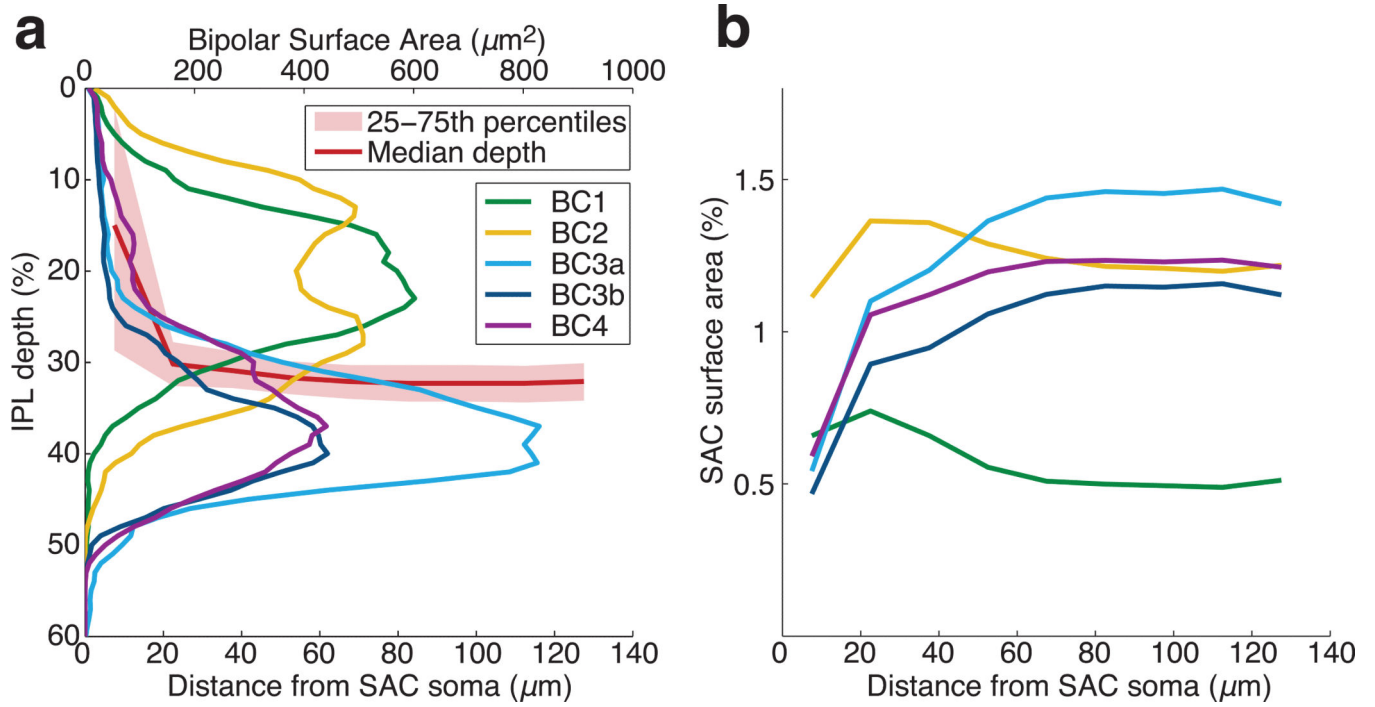 a
Bipolar Surface Area (μm²)
0 200 400 600 800 1000
0
10
20
30
40
50
60
IPL depth (%)
25–75th percentiles
Median depth
BC1
BC2
BC3a
BC3b
BC4
0 20 40 60 80 100 120 140
Distance from SAC soma (μm)
b
1.5
1
0.5
SAC surface area (%)
0 20 40 60 80 100 120 140
Distance from SAC soma (μm)